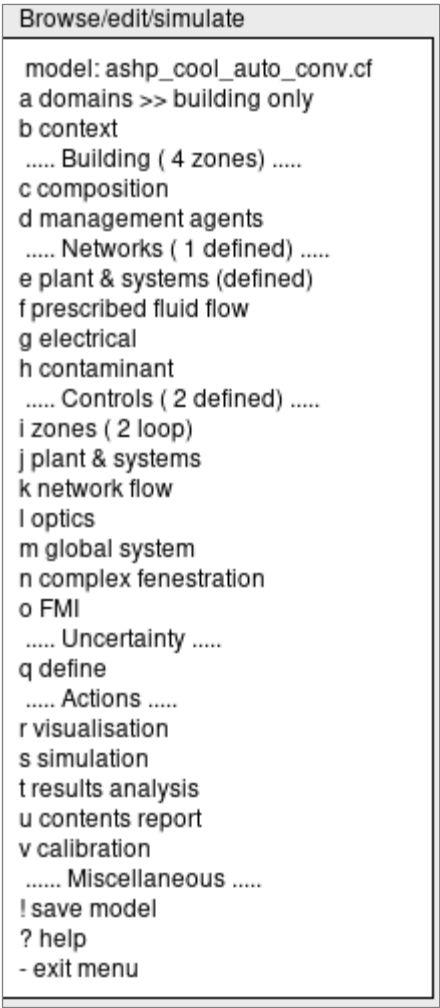 Browse/edit/simulate
model: ashp_cool_auto_conv.cf
a domains >> building only
b context
..... Building ( 4 zones) .....
c composition
d management agents
..... Networks ( 1 defined) .....
e plant & systems (defined)
f prescribed fluid flow
g electrical
h contaminant
..... Controls ( 2 defined) .....
i zones ( 2 loop)
j plant & systems
k network flow
l optics
m global system
n complex fenestration
o FMI
..... Uncertainty .....
q define
..... Actions .....
r visualisation
s simulation
t results analysis
u contents report
v calibration
...... Miscellaneous .....
! save model
? help
- exit menu